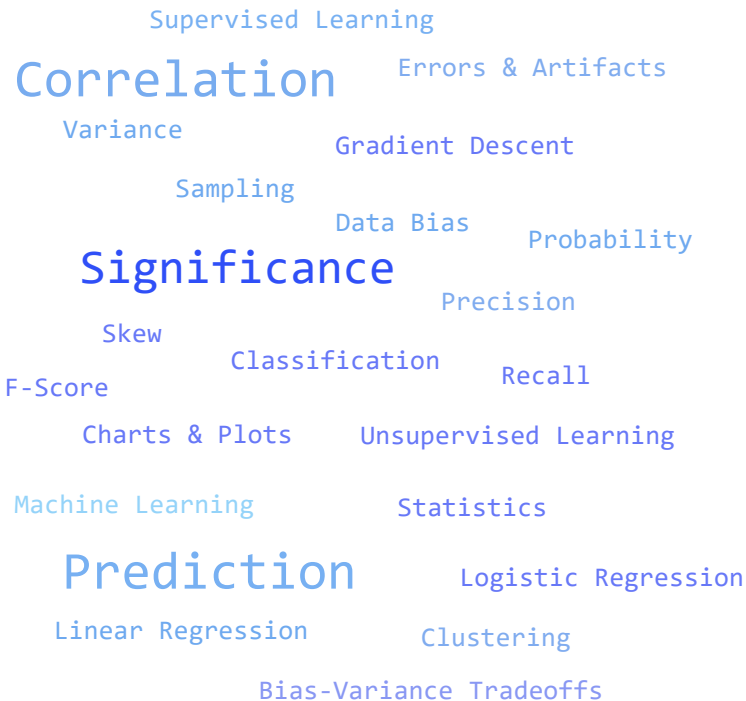 Supervised Learning
Errors & Artifacts
Correlation
Variance
Gradient Descent
Sampling
Data Bias
Probability
Significance
Precision
Skew
Classification
Recall
F-Score
Charts & Plots
Unsupervised Learning
Machine Learning
Statistics
Prediction
Logistic Regression
Linear Regression
Clustering
Bias-Variance Tradeoffs